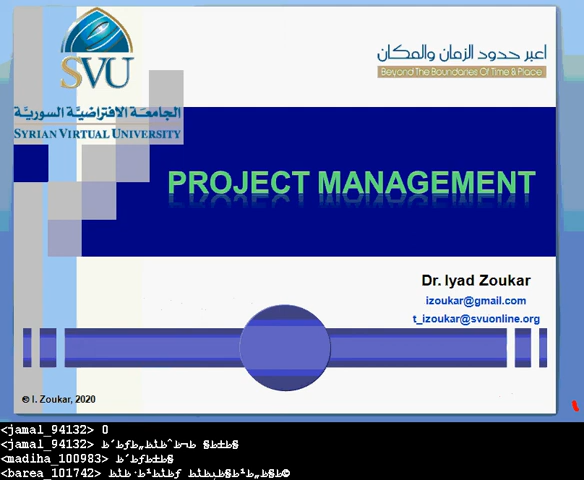 SVU
الجامعة الافتراضية السورية
SYRIAN VIRTUAL UNIVERSITY
اعبر حدود الزمان والمكان
Beyond The Boundaries Of Time & Place
PROJECT MANAGEMENT
Dr. Iyad Zoukar
izoukar@gmail.com
t_izoukar@svuonline.org
© I. Zoukar, 2020
<jamal_94132> 0
<jamal_94132>
<madiha_100983>
<barea_101742>